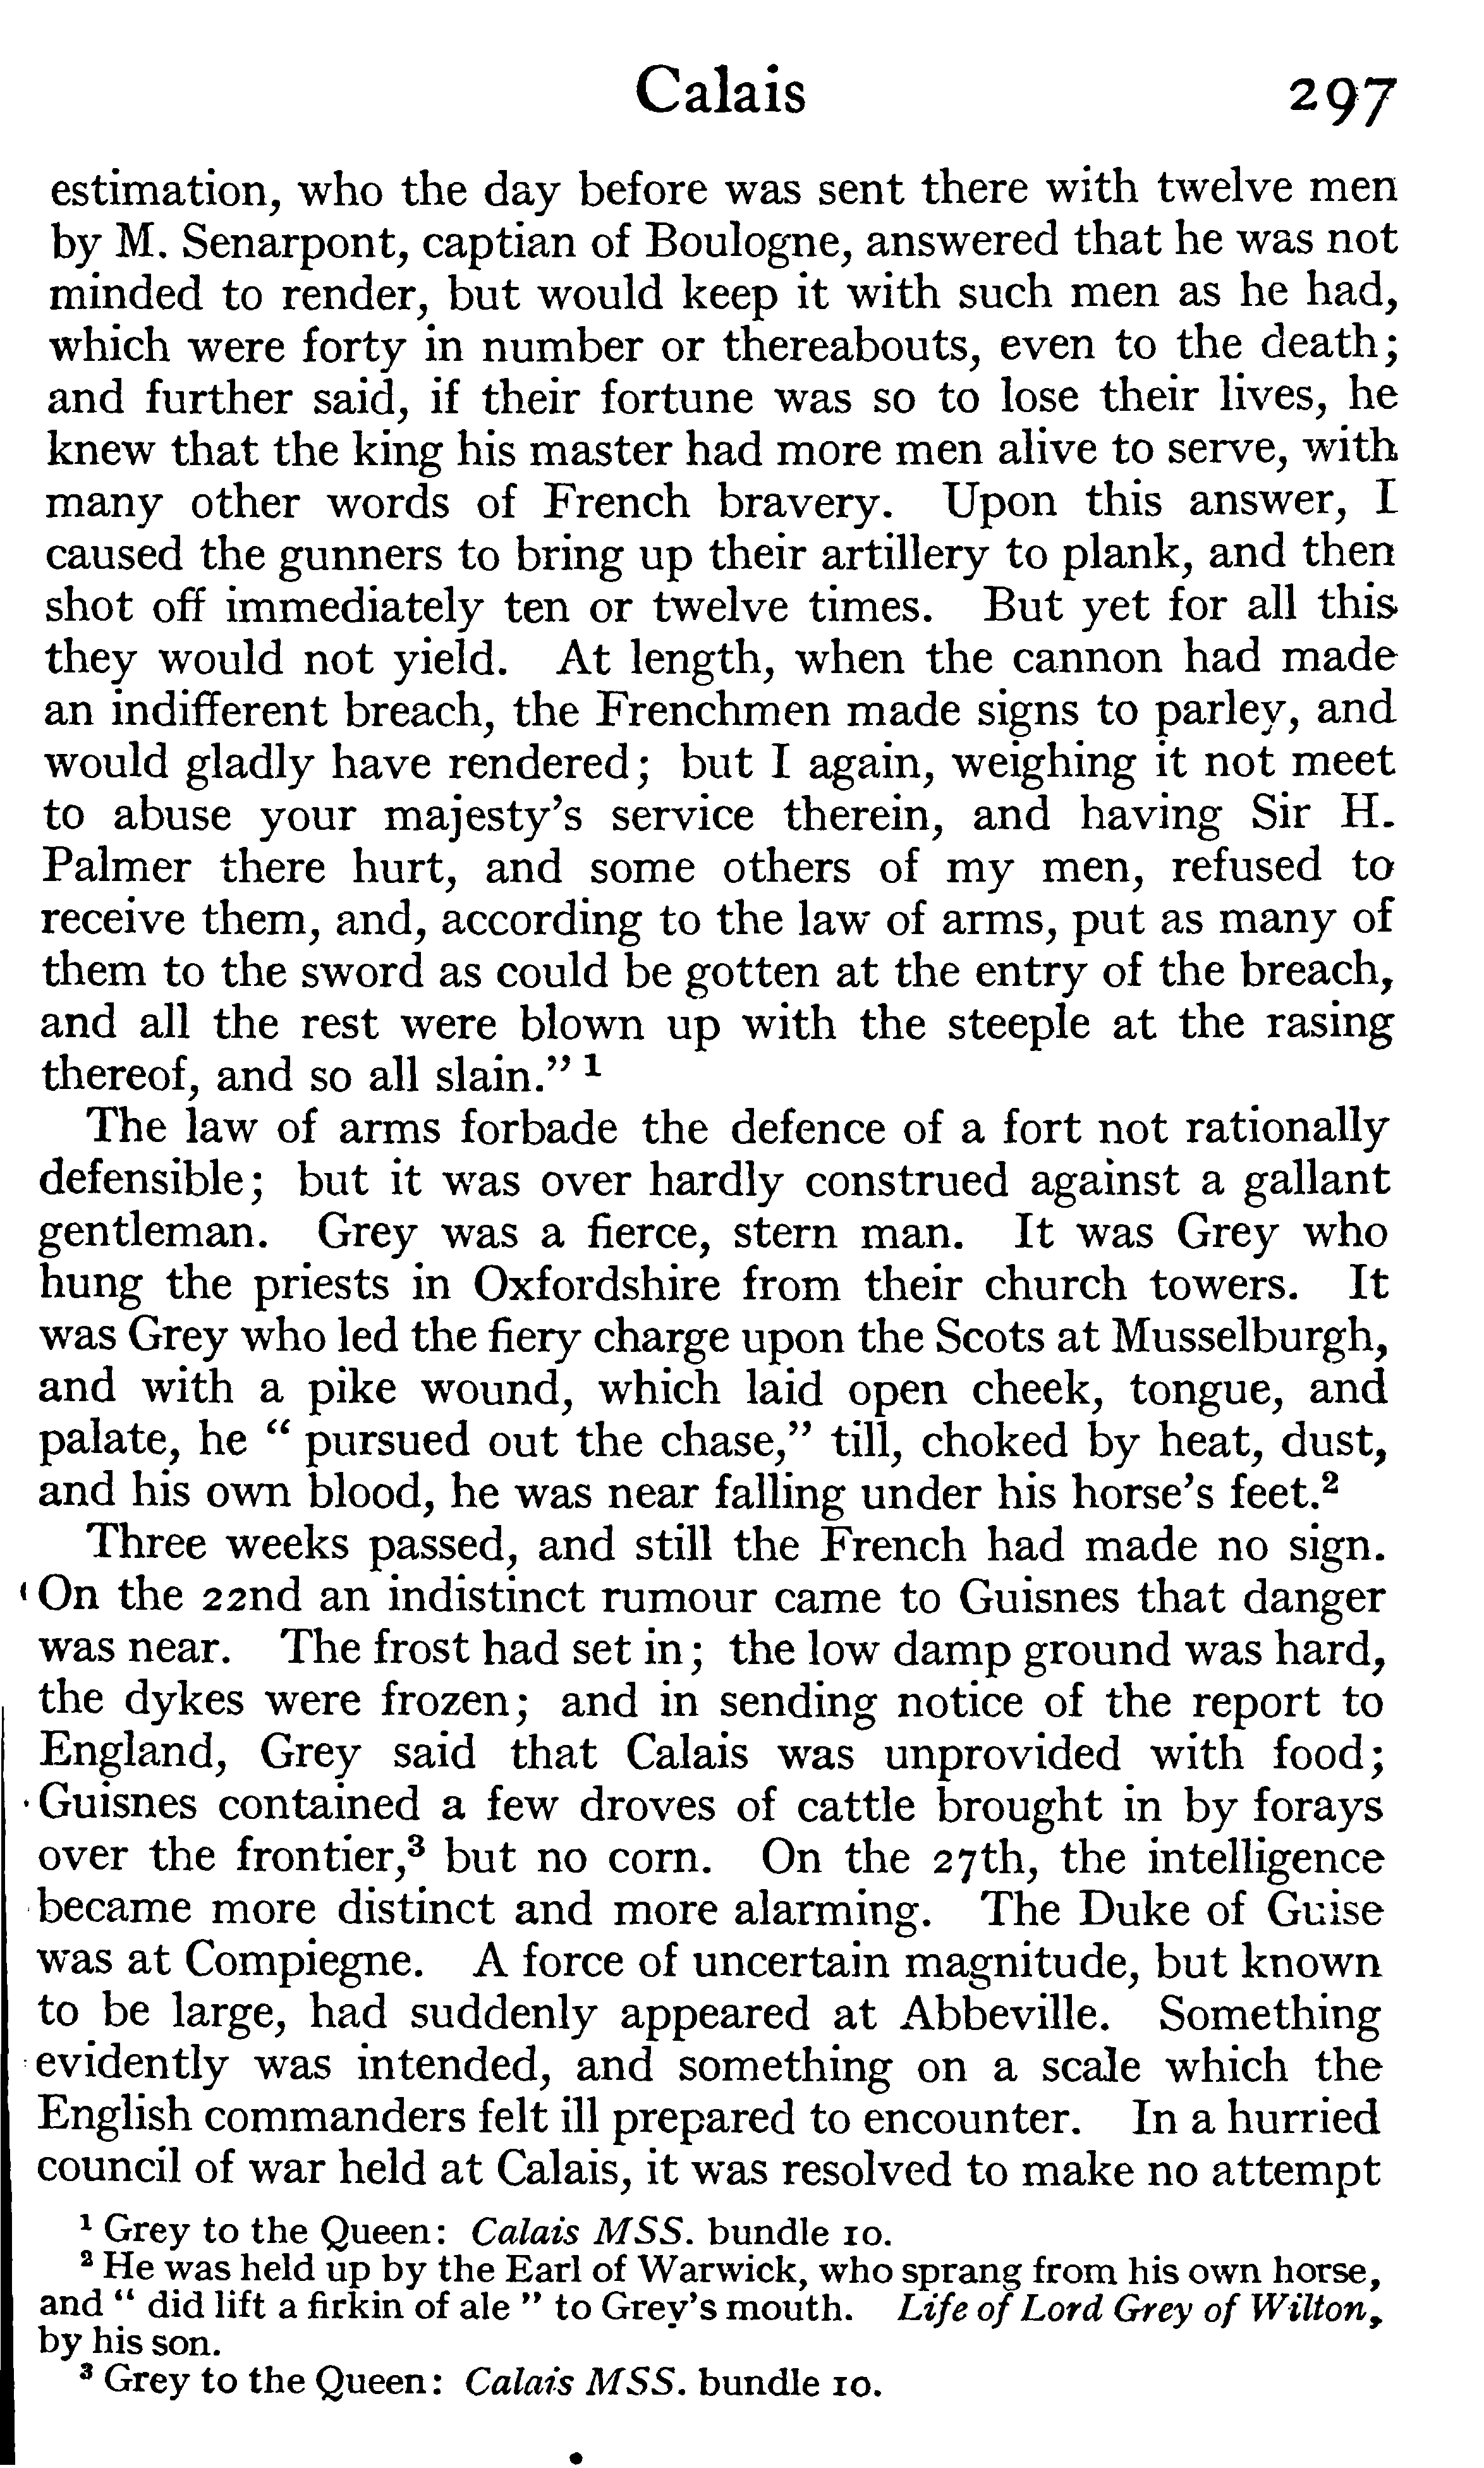 Calais 297
estimation, who the day before was sent there with twelve men
by M. Senarpont, captian of Boulogne, answered that he was not
minded to render, but would keep it with such men as he had,
which were forty in number or thereabouts, even to the death;
and further said, if their fortune was so to lose their lives, he
knew that the king his master had more men alive to serve, with
many other words of French bravery. Upon this answer, I
caused the gunners to bring up their artillery to plank, and then
shot off immediately ten or twelve times. But yet for all this
they would not yield. At length, when the cannon had made
an indifferent breach, the Frenchmen made signs to parley, and
would gladly have rendered; but I again, weighing it not meet
to abuse your majesty's service therein, and having Sir H.
Palmer there hurt, and some others of my men, refused to
receive them, and, according to the law of arms, put as many of
them to the sword as could be gotten at the entry of the breach,
and all the rest were blown up with the steeple at the rasing
thereof, and so all slain." ¹
The law of arms forbade the defence of a fort not rationally
defensible; but it was over hardly construed against a gallant
gentleman. Grey was a fierce, stern man. It was Grey who
hung the priests in Oxfordshire from their church towers. It
was Grey who led the fiery charge upon the Scots at Musselburgh,
and with a pike wound, which laid open cheek, tongue, and
palate, he " pursued out the chase," till, choked by heat, dust,
and his own blood, he was near falling under his horse's feet.²
Three weeks passed, and still the French had made no sign.
On the 22nd an indistinct rumour came to Guisnes that danger
was near. The frost had set in; the low damp ground was hard,
the dykes were frozen; and in sending notice of the report to
England, Grey said that Calais was unprovided with food;
Guisnes contained a few droves of cattle brought in by forays
over the frontier,³ but no corn. On the 27th, the intelligence
became more distinct and more alarming. The Duke of Guise
was at Compiegne. A force of uncertain magnitude, but known
to be large, had suddenly appeared at Abbeville. Something
evidently was intended, and something on a scale which the
English commanders felt ill prepared to encounter. In a hurried
council of war held at Calais, it was resolved to make no attempt
¹ Grey to the Queen: Calais MSS. bundle 10.
² He was held up by the Earl of Warwick, who sprang from his own horse,
and " did lift a firkin of ale " to Grey's mouth. Life of Lord Grey of Wilton,
by his son.
³ Grey to the Queen: Calais MSS. bundle 10.